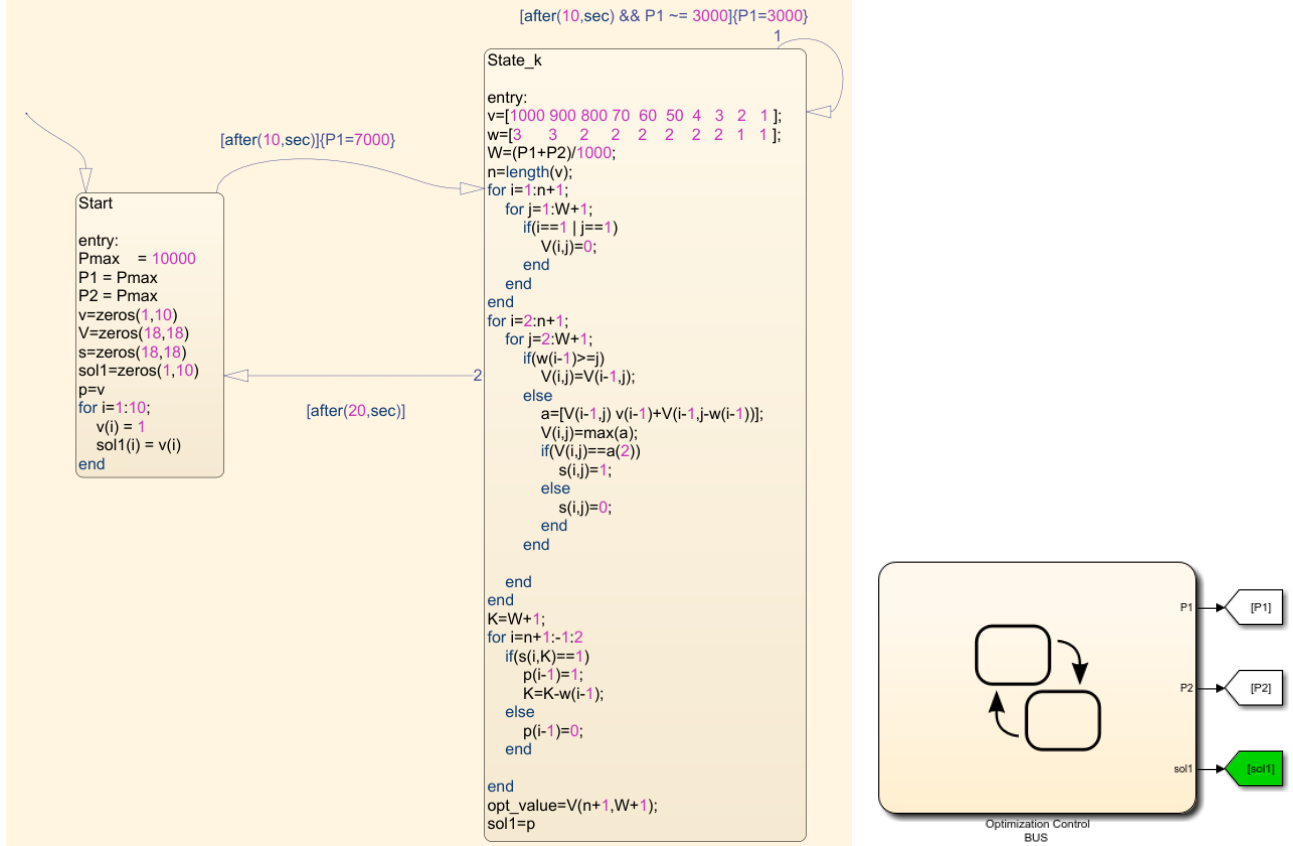 [after(10,sec) && P1 ~= 3000]{P1=3000}
1
State_k
entry:
v=[1000 900 800 70 60 50 4 3 2 1 ];
w=[3 3 2 2 2 2 2 2 1 1 ];
W=(P1+P2)/1000;
n=length(v);
for i=1:n+1;
for j=1:W+1;
if(i==1 | j==1)
V(i,j)=0;
end
end
end
for i=2:n+1;
for j=2:W+1;
if(w(i-1)>=j)
V(i,j)=V(i-1,j);
else
a=[V(i-1,j) v(i-1)+V(i-1,j-w(i-1))];
V(i,j)=max(a);
if(V(i,j)==a(2))
s(i,j)=1;
else
s(i,j)=0;
end
end
end
end
K=W+1;
for i=n+1:-1:2
if(s(i,K)==1)
p(i-1)=1;
K=K-w(i-1);
else
p(i-1)=0;
end
end
opt_value=V(n+1,W+1);
sol1=p
[after(10,sec)]{P1=7000}
Start
entry:
Pmax = 10000
P1 = Pmax
P2 = Pmax
v=zeros(1,10)
V=zeros(18,18)
s=zeros(18,18)
sol1=zeros(1,10)
p=v
for i=1:10;
v(i) = 1
sol1(i) = v(i)
end
2
[after(20,sec)]
P1
[P1]
P2
[P2]
sol1
[sol1]
Optimization Control
BUS